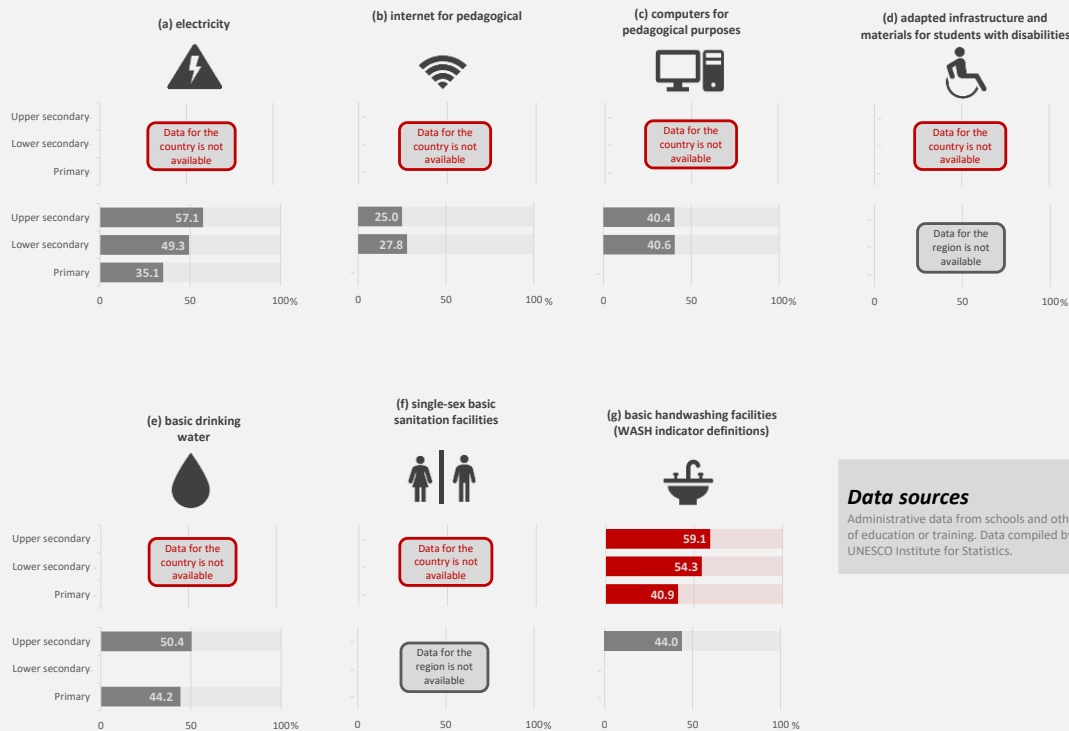 (a) electricity
(b) internet for pedagogical
(c) computers for
pedagogical purposes
(d) adapted infrastructure and
materials for students with disabilities
Upper secondary
Lower secondary
Primary
Data for the
country is not
available
Data for the
country is not
available
Data for the
country is not
available
Data for the
country is not
available
Upper secondary
57.1
Lower secondary
49.3
Primary
35.1
0 50 100%
25.0
27.8
0 50 100 %
40.4
40.6
0 50 100 %
Data for the
region is not
available
0 50 100 %
(e) basic drinking
water
(f) single-sex basic
sanitation facilities
(g) basic handwashing facilities
(WASH indicator definitions)
Upper secondary
Lower secondary
Primary
Data for the
country is not
available
Data for the
country is not
available
59.1
54.3
40.9
Upper secondary
50.4
Lower secondary
Primary
44.2
0 50 100%
Data for the
region is not
available
0 50 100 %
44.0
0 50 100 %
Data sources
Administrative data from schools and oth
of education or training. Data compiled by
UNESCO Institute for Statistics.